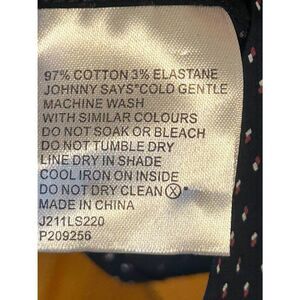 97% COTTON 3% ELASTANE
JOHNNY SAYS"COLD GENTLE
MACHINE WASH
WITH SIMILAR COLOURS
DO NOT SOAK OR BLEACH
DO NOT TUMBLE DRY
LINE DRY IN SHADE
COOL IRON ON INSIDE
DO NOT DRY CLEAN Ⓧ"
MADE IN CHINA
J211LS220
P209256